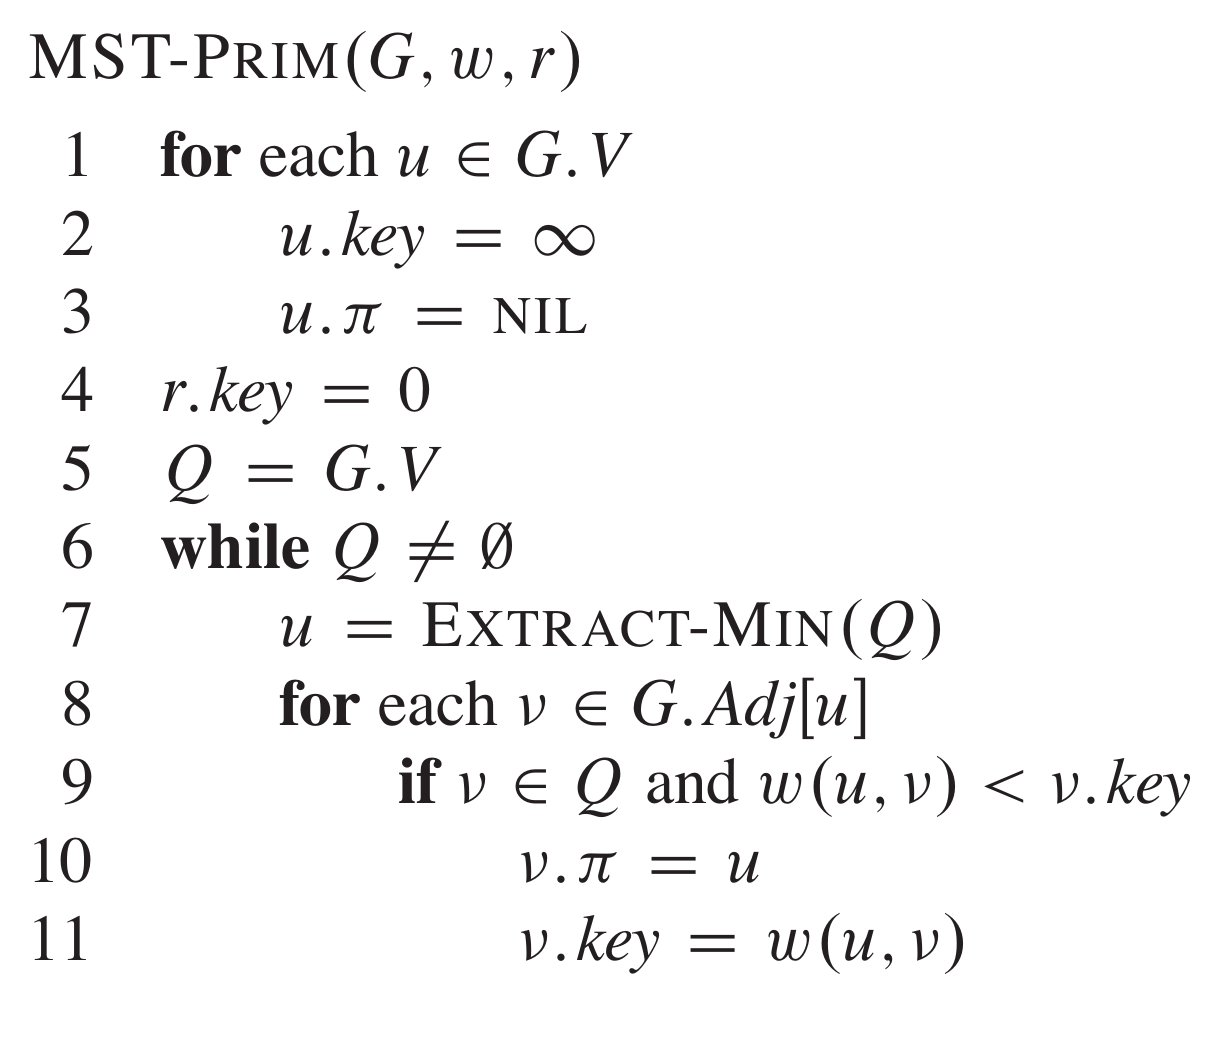 MST-PRIM(G, w, r)
1 for each u ∈ G.V
2 u.key = ∞
3 u.π = NIL
4 r.key = 0
5 Q = G.V
6 while Q ≠ ∅
7 u = EXTRACT-MIN(Q)
8 for each v ∈ G.Adj[u]
9 if v ∈ Q and w(u, v) < v.key
10 v.π = u
11 v.key = w(u, v)